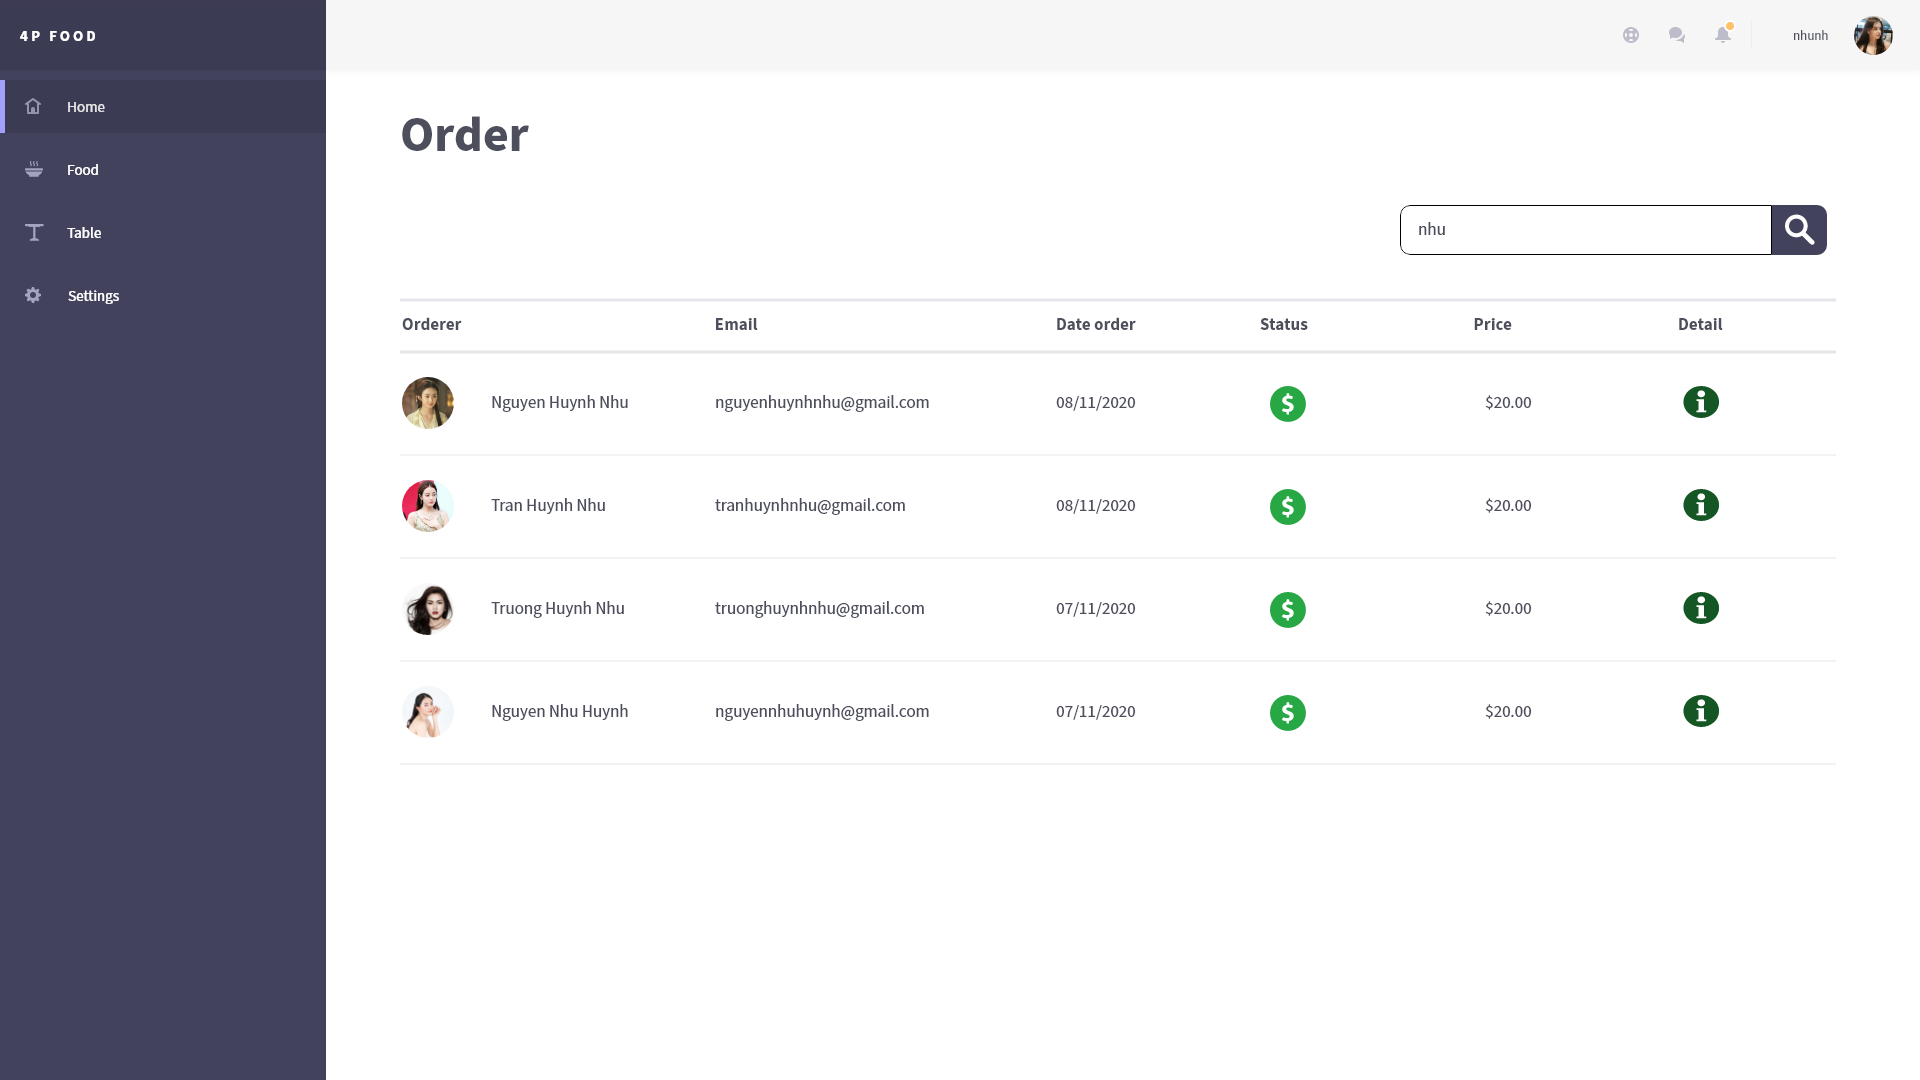 4P FOOD
nhunh
Home
Food
Table
Settings
Order
nhu
Orderer Email Date order Status Price Detail
Nguyen Huynh Nhu nguyenhuynhnhu@gmail.com 08/11/2020 $ $20.00 i
Tran Huynh Nhu tranhuynhnhu@gmail.com 08/11/2020 $ $20.00 i
Truong Huynh Nhu truonghuynhnhu@gmail.com 07/11/2020 $ $20.00 i
Nguyen Nhu Huynh nguyennhuhuynh@gmail.com 07/11/2020 $ $20.00 i